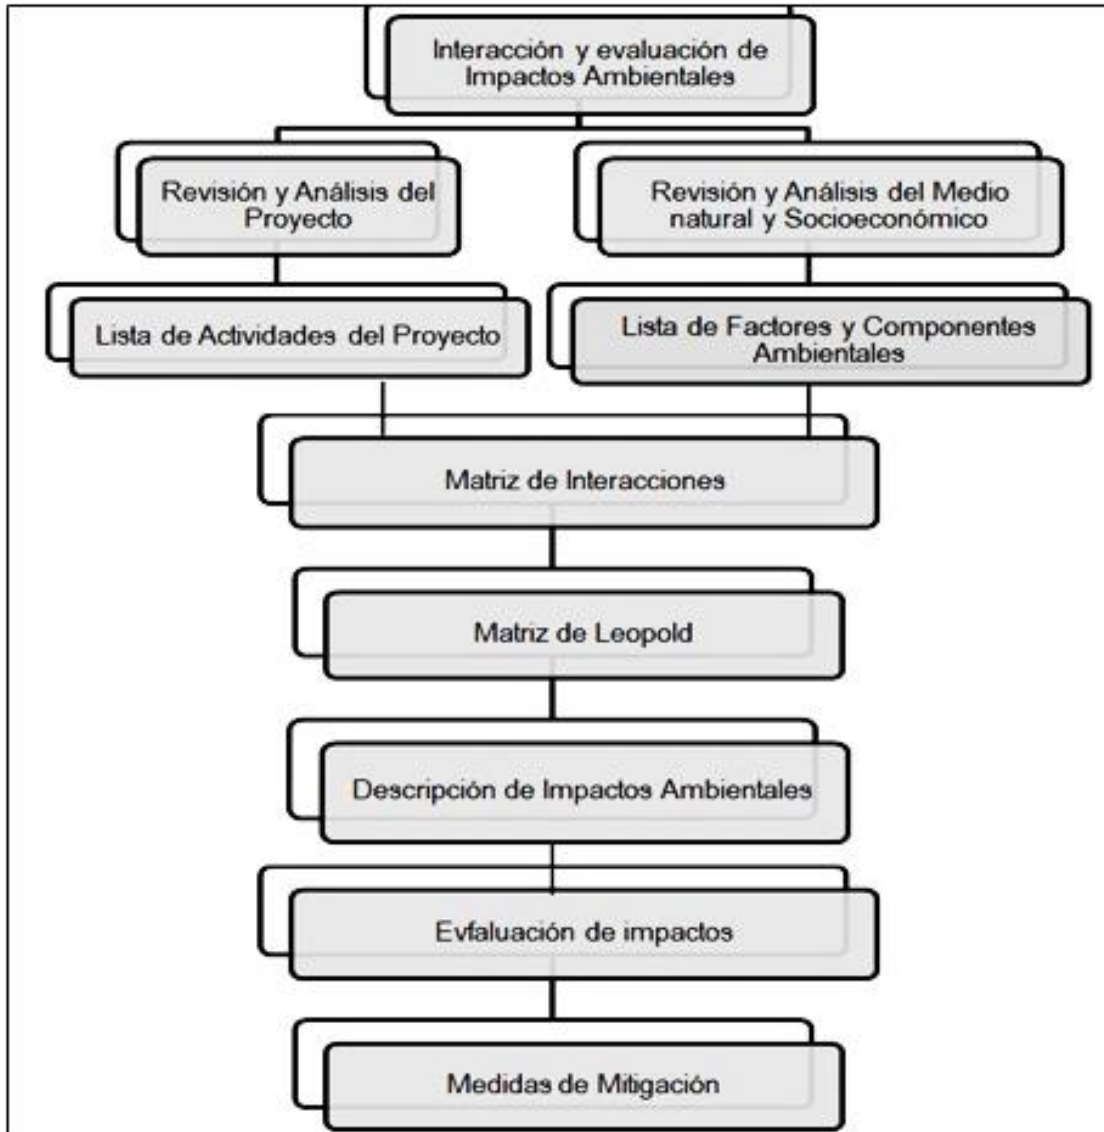 Interacción y evaluación de
Impactos Ambientales
Revisión y Análisis del
Proyecto
Revisión y Análisis del Medio
natural y Socioeconómico
Lista de Actividades del Proyecto
Lista de Factores y Componentes
Ambientales
Matriz de Interacciones
Matriz de Leopold
Descripción de Impactos Ambientales
Evfaluación de impactos
Medidas de Mitigación